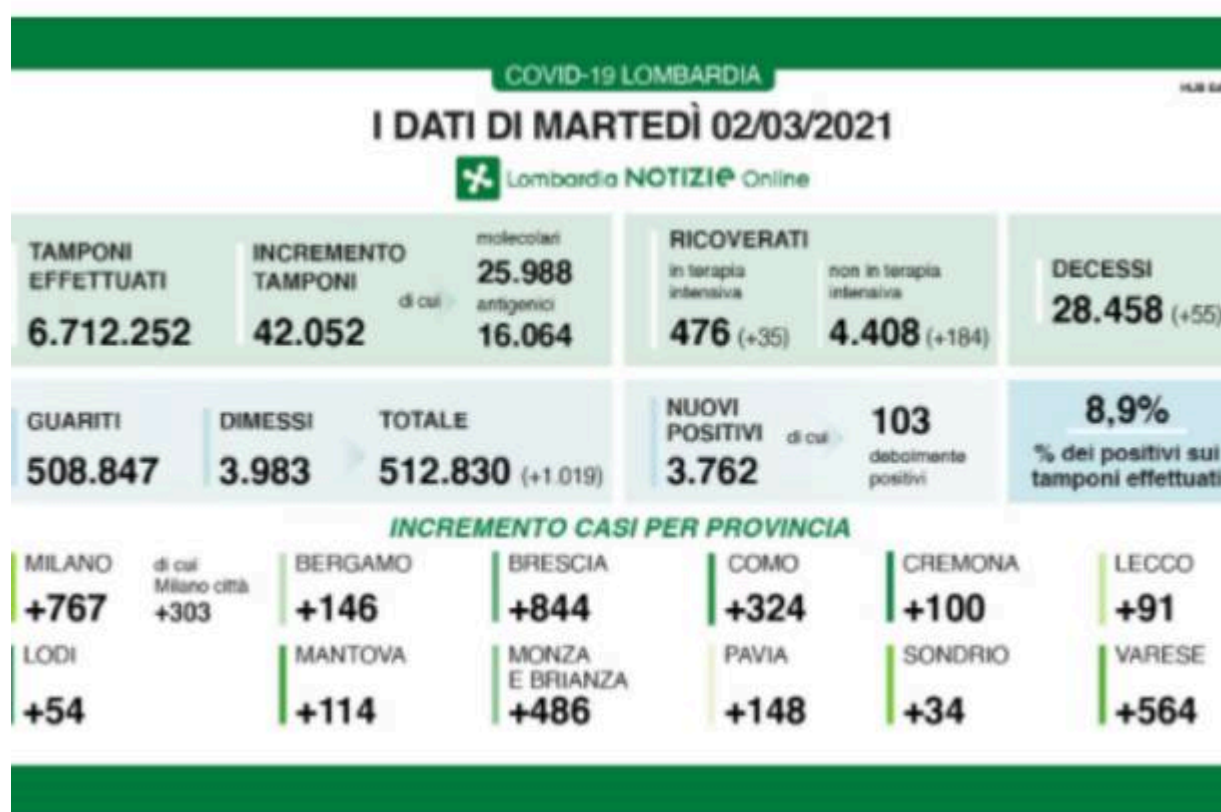 COVID-19 LOMBARDIA
HUB
I DATI DI MARTEDÌ 02/03/2021
Lombardia NOTIZIE Online
TAMPONI
EFFETTUATI
6.712.252
INCREMENTO
TAMPONI
42.052
di cui
molecolari
25.988
antigenici
16.064
RICOVERATI
in terapia
intensiva
476 (+35)
non in terapia
intensiva
4.408 (+184)
DECESSI
28.458 (+55)
GUARITI
508.847
DIMESSI
3.983
TOTALE
512.830 (+1.019)
NUOVI
POSITIVI
3.762
di cui
103
debolmente
positivi
8,9%
% dei positivi sui
tamponi effettuati
INCREMENTO CASI PER PROVINCIA
MILANO
+767
di cui
Milano città
+303
BERGAMO
+146
BRESCIA
+844
COMO
+324
CREMONA
+100
LECCO
+91
LODI
+54
MANTOVA
+114
MONZA
E BRIANZA
+486
PAVIA
+148
SONDRIO
+34
VARESE
+564